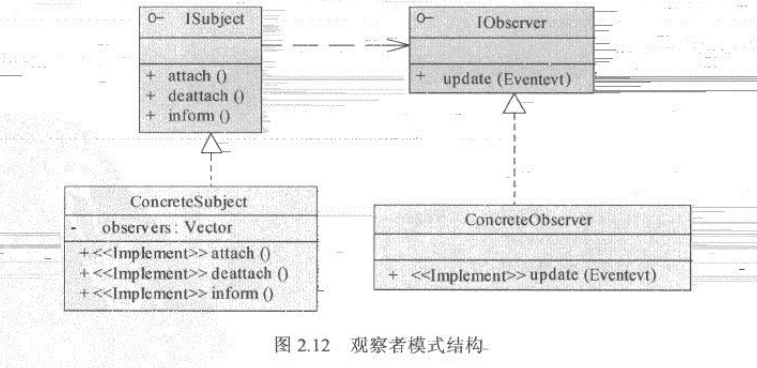 ISubject
+ attach ()
+ deattach ()
+ inform ()
IObserver
+ update (Eventevt)
ConcreteSubject
- observers: Vector
+ <<Implement>> attach ()
+ <<Implement>> deattach ()
+ <<Implement>> inform ()
ConcreteObserver
+ <<Implement>> update (Eventevt)
图 2.12 观察者模式结构